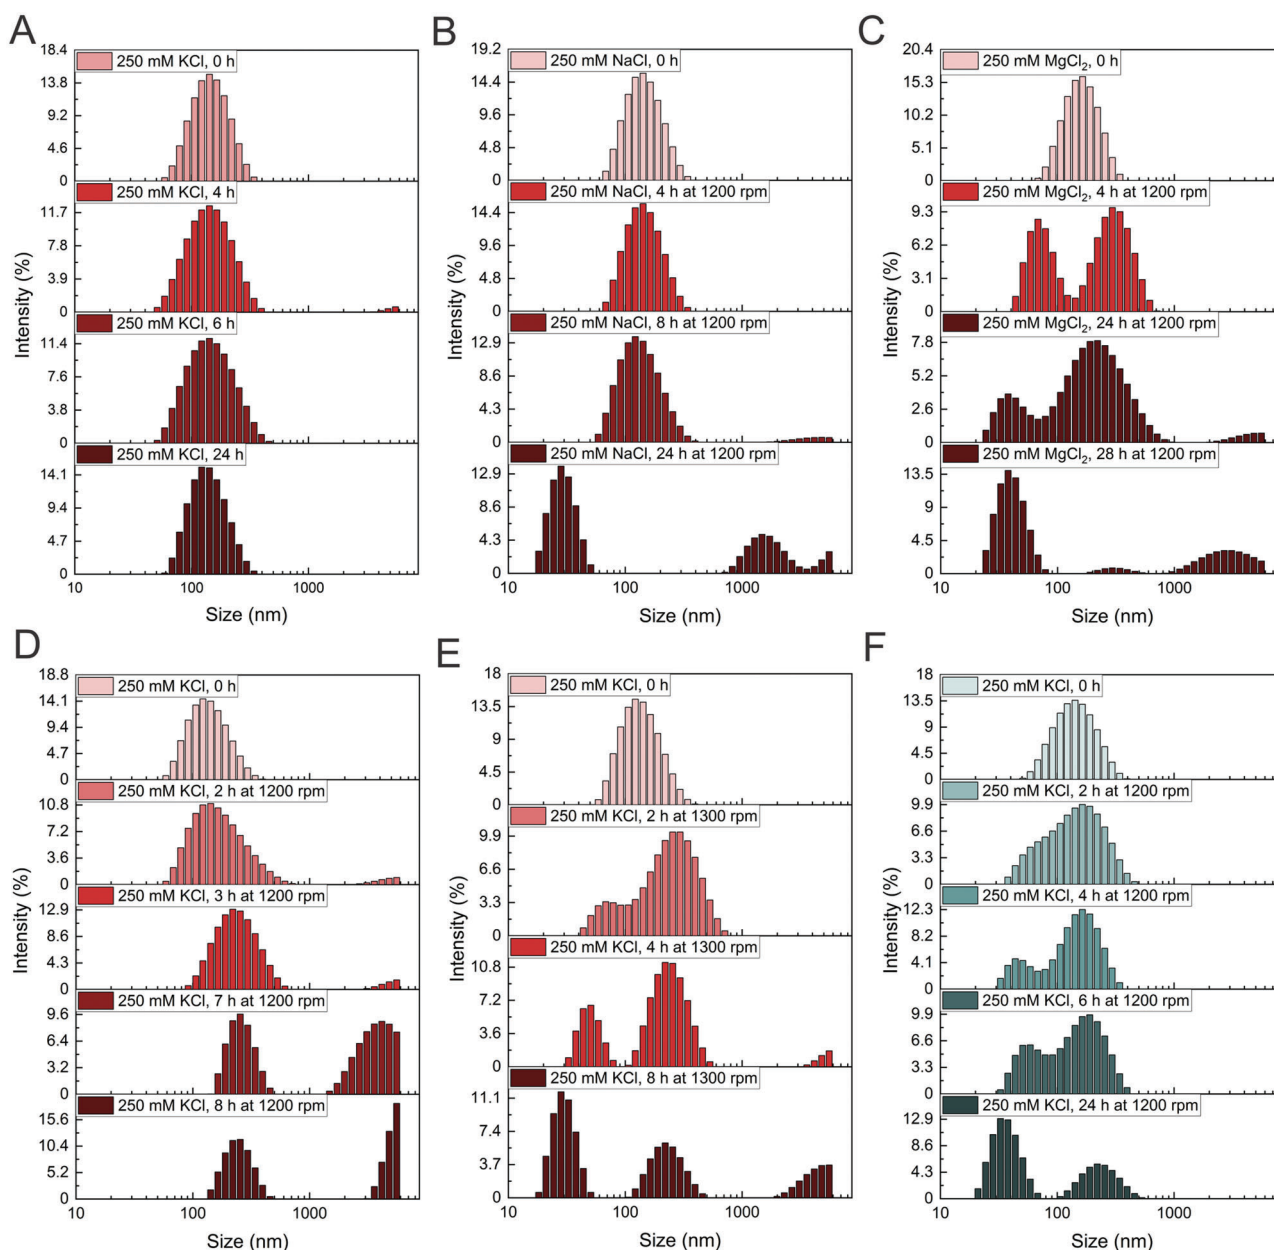 A
18.4
250 mM KCl, 0 h
13.8
9.2
4.6
0
250 mM KCl, 4 h
11.7
7.8
3.9
0
250 mM KCl, 6 h
11.4
7.6
3.8
0
250 mM KCl, 24 h
14.1
9.4
4.7
0
10 100 1000
Size (nm)
Intensity (%)
B
19.2
250 mM NaCl, 0 h
14.4
9.6
4.8
0
250 mM NaCl, 4 h at 1200 rpm
14.4
9.6
4.8
0
250 mM NaCl, 8 h at 1200 rpm
12.9
8.6
4.3
0
250 mM NaCl, 24 h at 1200 rpm
12.9
8.6
4.3
0
10 100 1000
Size (nm)
Intensity (%)
C
20.4
250 mM MgCl₂, 0 h
15.3
10.2
5.1
0
250 mM MgCl₂, 4 h at 1200 rpm
9.3
6.2
3.1
0
250 mM MgCl₂, 24 h at 1200 rpm
7.8
5.2
2.6
0
250 mM MgCl₂, 28 h at 1200 rpm
13.5
9
4.5
0
10 100 1000
Size (nm)
Intensity (%)
D
18.8
250 mM KCl, 0 h
14.1
9.4
4.7
0
250 mM KCl, 2 h at 1200 rpm
10.8
7.2
3.6
0
250 mM KCl, 3 h at 1200 rpm
12.9
8.6
4.3
0
250 mM KCl, 7 h at 1200 rpm
9.6
6.4
3.2
0
250 mM KCl, 8 h at 1200 rpm
15.6
10.4
5.2
0
10 100 1000
Size (nm)
Intensity (%)
E
18
250 mM KCl, 0 h
13.5
9
4.5
0
250 mM KCl, 2 h at 1300 rpm
9.9
6.6
3.3
0
250 mM KCl, 4 h at 1300 rpm
10.8
7.2
3.6
0
250 mM KCl, 8 h at 1300 rpm
11.1
7.4
3.7
0
10 100 1000
Size (nm)
Intensity (%)
F
18
250 mM KCl, 0 h
13.5
9
4.5
0
250 mM KCl, 2 h at 1200 rpm
9.9
6.6
3.3
0
250 mM KCl, 4 h at 1200 rpm
12.3
8.2
4.1
0
250 mM KCl, 6 h at 1200 rpm
9.9
6.6
3.3
0
250 mM KCl, 24 h at 1200 rpm
12.9
8.6
4.3
0
10 100 1000
Size (nm)
Intensity (%)